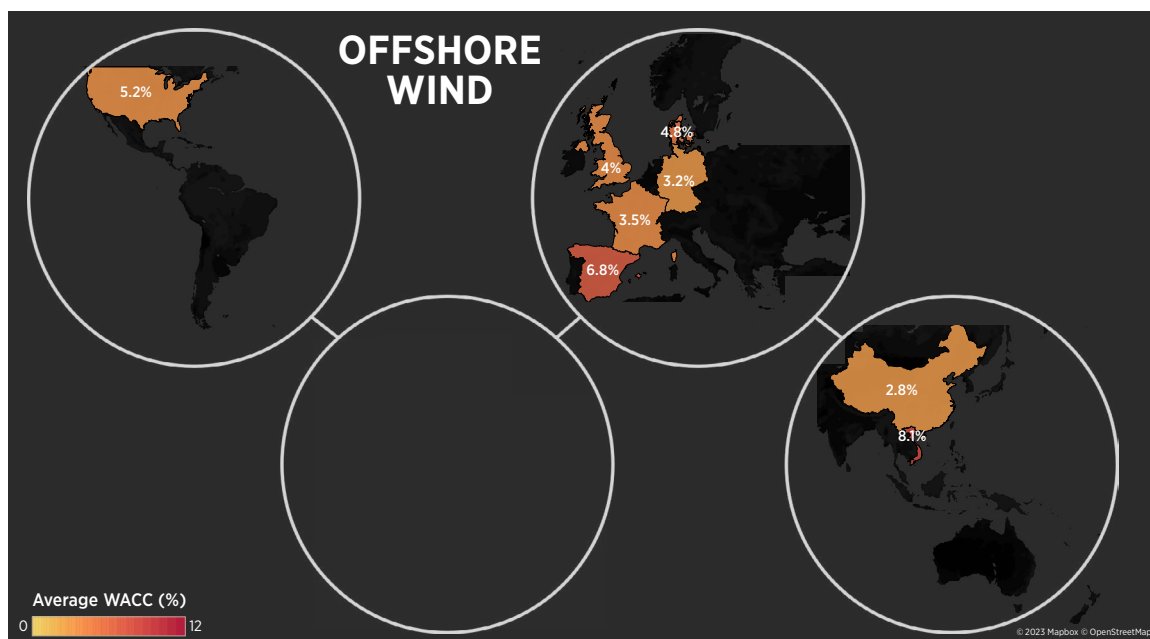 OFFSHORE
WIND
5.2%
4.8%
4%
3.2%
3.5%
6.8%
2.8%
8.1%
Average WACC (%)
0 12
© 2023 Mapbox © OpenStreetMap